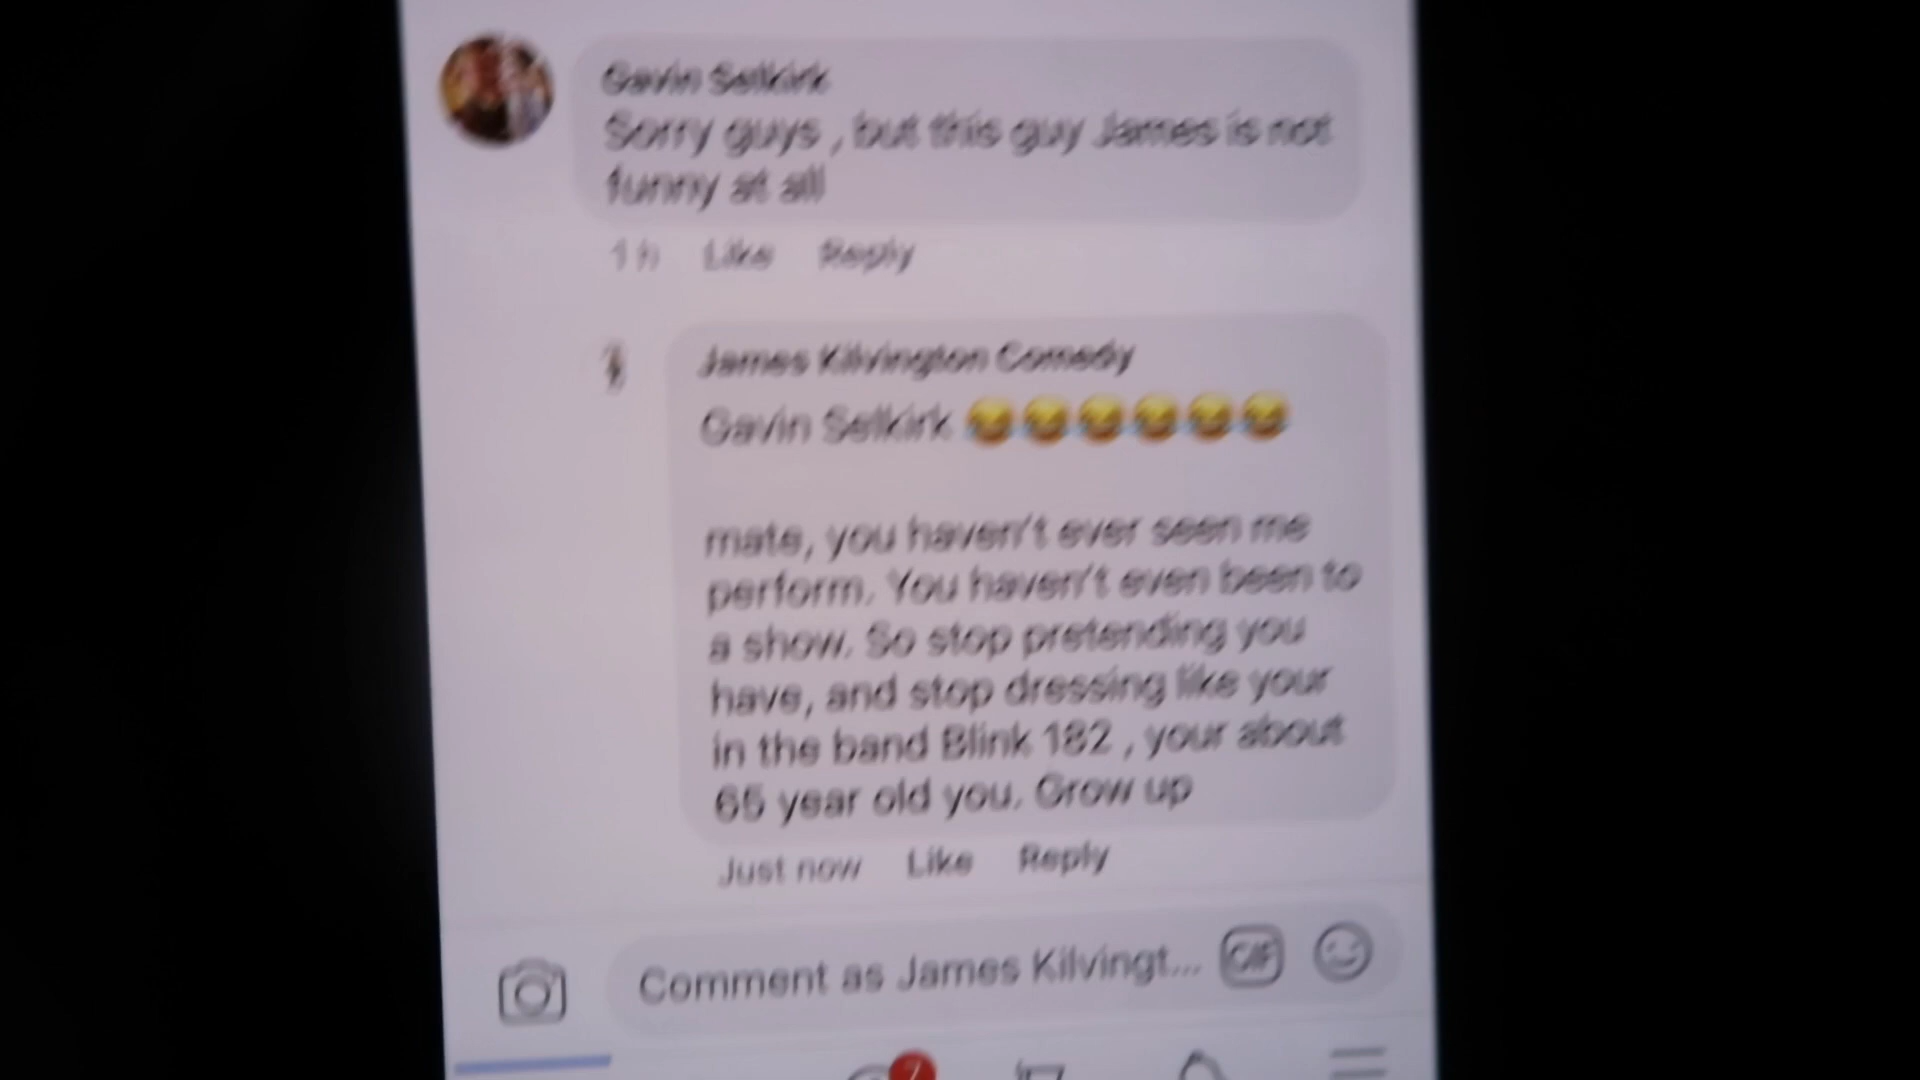 Gavin Selkirk
Sorry guys , but this guy James is not
funny at all
1 h Like Reply
James Kilvington Comedy
Gavin Selkirk 😂😂😂😂😂😂
mate, you haven't ever seen me
perform. You haven't even been to
a show. So stop pretending you
have, and stop dressing like your
in the band Blink 182 , your about
65 year old you. Grow up
Just now Like Reply
Comment as James Kilvingt... GIF
7